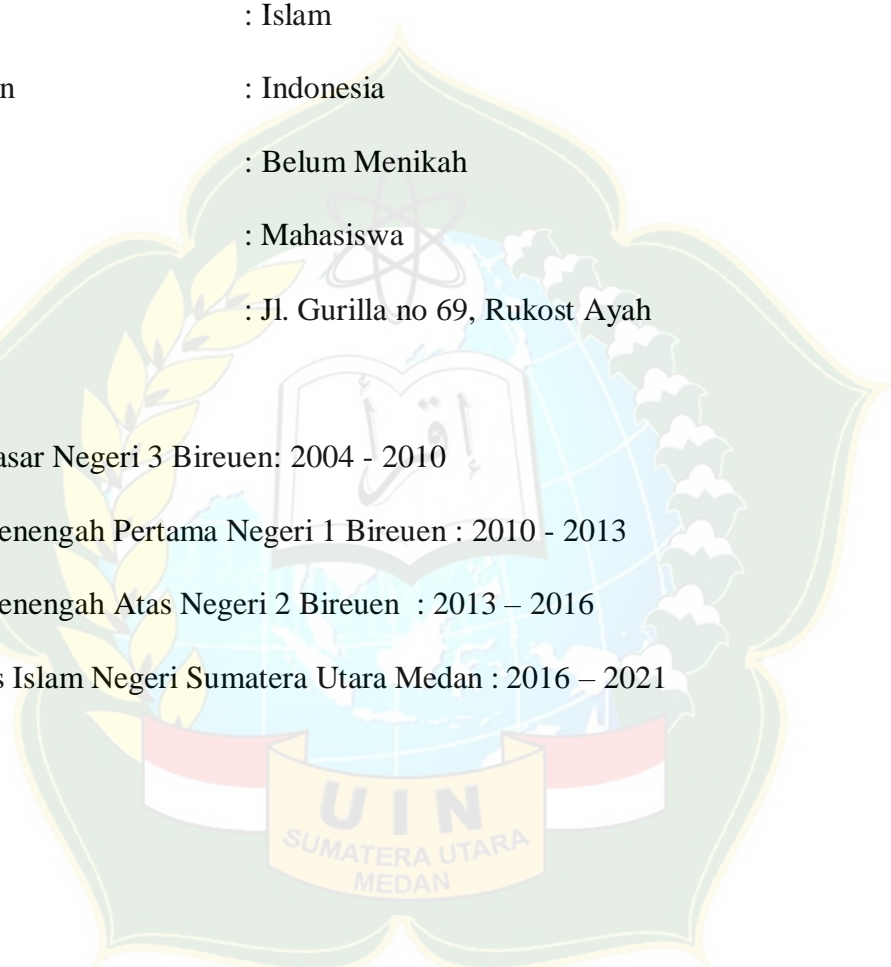 : Islam
n : Indonesia
: Belum Menikah
: Mahasiswa
: Jl. Gurilla no 69, Rukost Ayah
إقرأ
asar Negeri 3 Bireuen: 2004 - 2010
enengah Pertama Negeri 1 Bireuen : 2010 - 2013
enengah Atas Negeri 2 Bireuen : 2013 – 2016
s Islam Negeri Sumatera Utara Medan : 2016 – 2021
UIN
SUMATERA UTARA
MEDAN